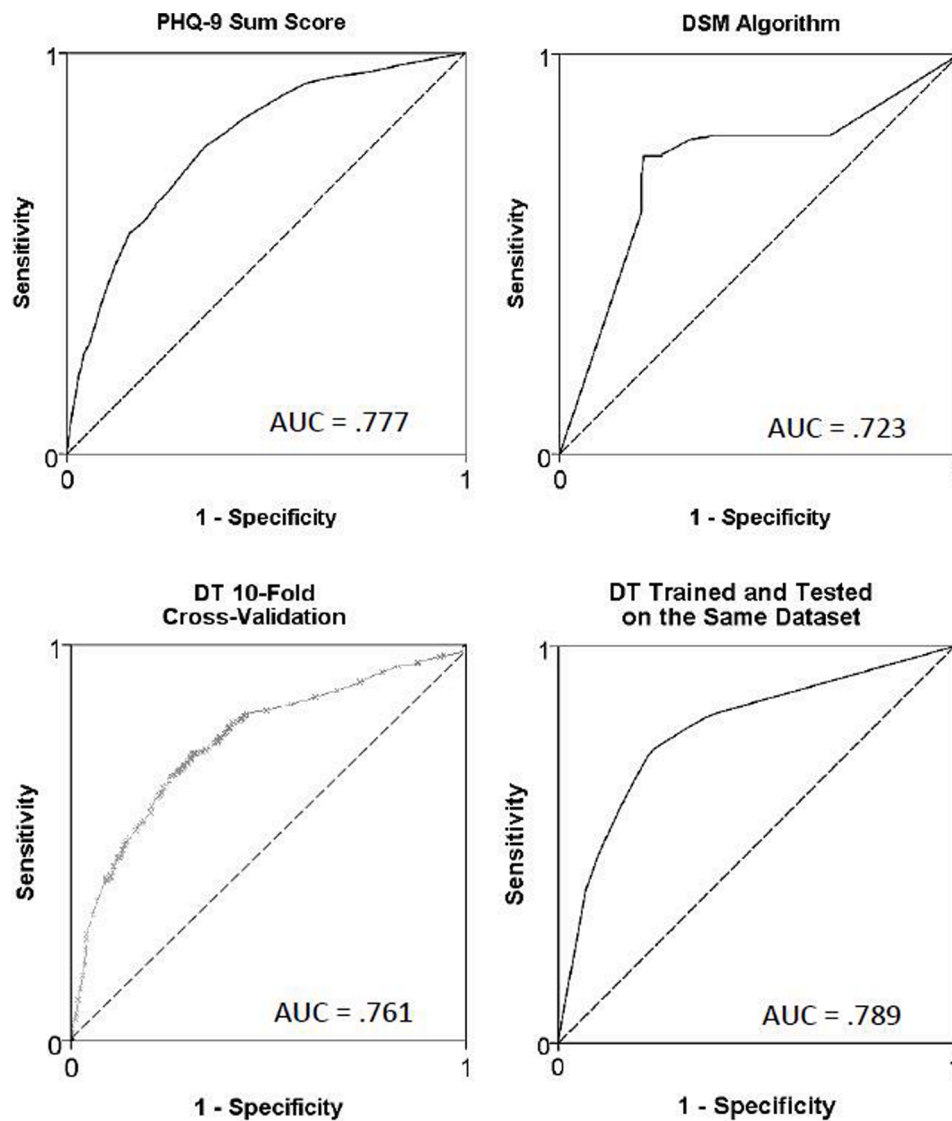 PHQ-9 Sum Score
1
Sensitivity
AUC = .777
0
0
1
1 - Specificity
DSM Algorithm
1
Sensitivity
AUC = .723
0
0
1
1 - Specificity
DT 10-Fold
Cross-Validation
1
Sensitivity
AUC = .761
0
0
1
1 - Specificity
DT Trained and Tested
on the Same Dataset
1
Sensitivity
AUC = .789
0
0
1
1 - Specificity